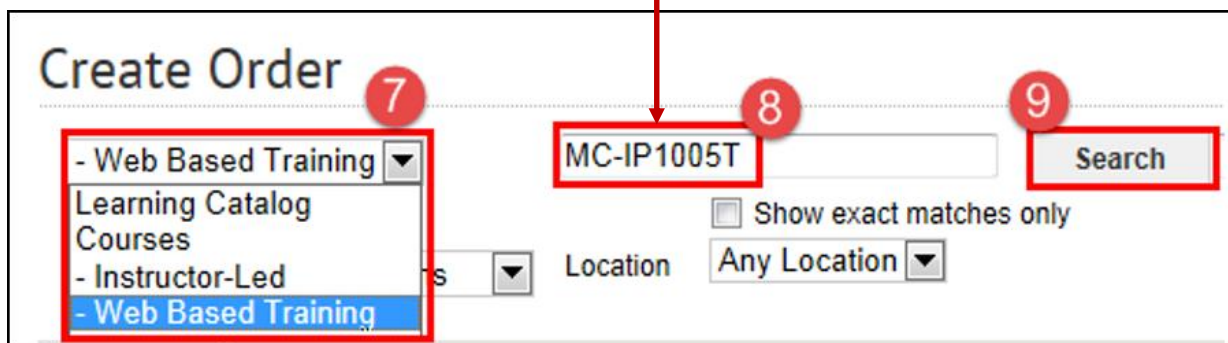 Create Order
7
8
9
- Web Based Training
MC-IP1005T
Search
Learning Catalog
Show exact matches only
Courses
- Instructor-Led
s
Location
Any Location
- Web Based Training